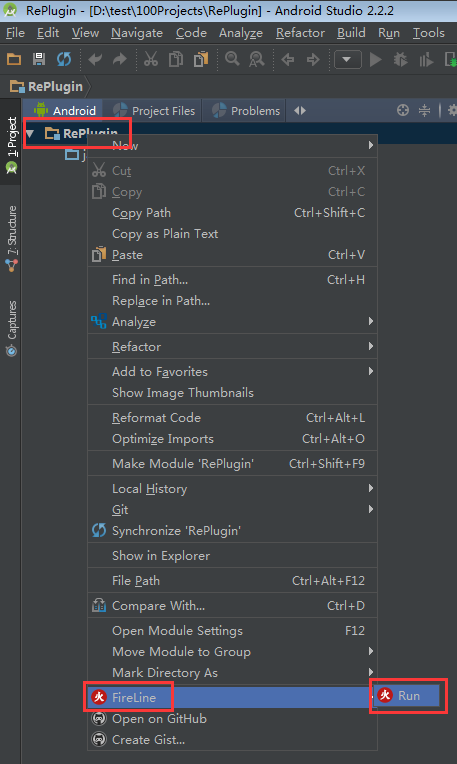 RePlugin - [D:\test\100Projects\RePlugin] - Android Studio 2.2.2
File Edit View Navigate Code Analyze Refactor Build Run Tools
RePlugin
Android Project Files Problems
1: Project
7: Structure
Captures
RePlugin
New
Cut Ctrl+X
Copy Ctrl+C
Copy Path Ctrl+Shift+C
Copy as Plain Text
Paste Ctrl+V
Find in Path... Ctrl+H
Replace in Path...
Analyze
Refactor
Add to Favorites
Show Image Thumbnails
Reformat Code Ctrl+Alt+L
Optimize Imports Ctrl+Alt+O
Make Module 'RePlugin' Ctrl+Shift+F9
Local History
Git
Synchronize 'RePlugin'
Show in Explorer
File Path Ctrl+Alt+F12
Compare With... Ctrl+D
Open Module Settings F12
Move Module to Group
Mark Directory As
火 FireLine
火 Run
Open on GitHub
Create Gist...